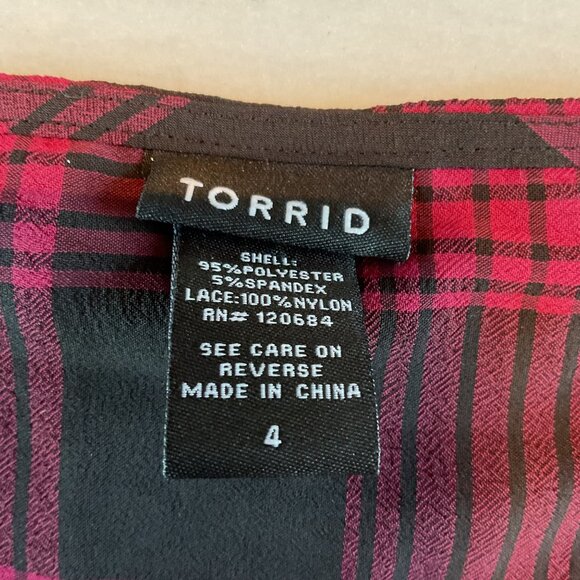 TORRID
SHELL:
95%POLYESTER
5%SPANDEX
LACE:100%NYLON
RN# 120684
SEE CARE ON
REVERSE
MADE IN CHINA
4